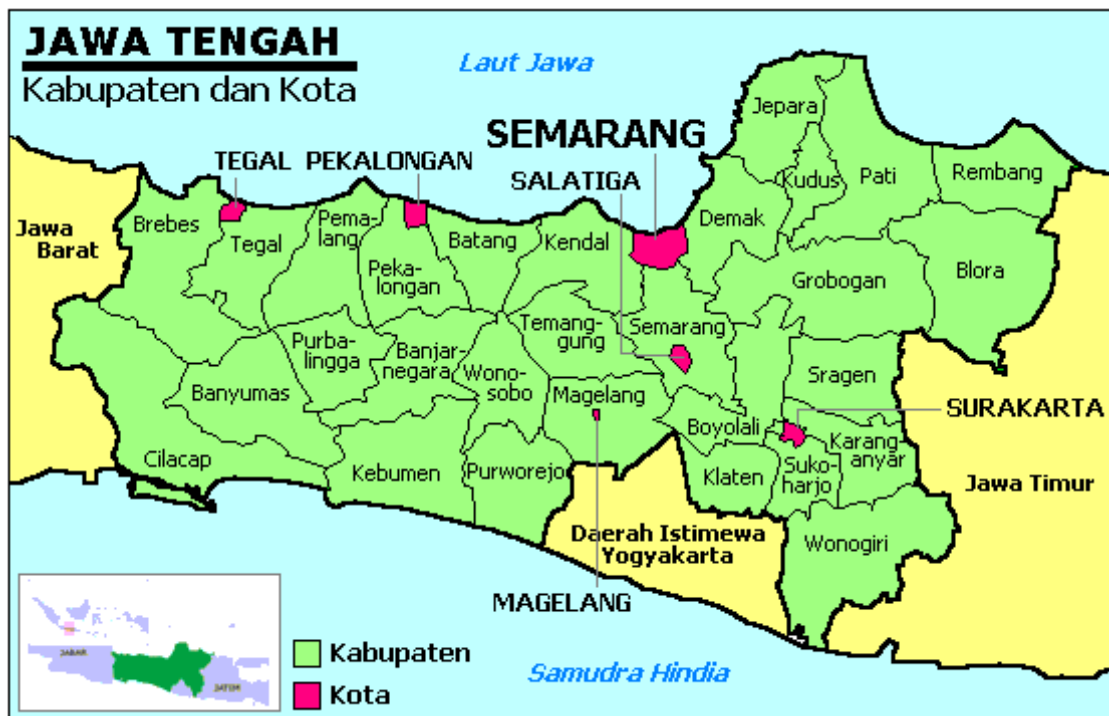 JAWA TENGAH
Kabupaten dan Kota
Laut Jawa
SEMARANG
TEGAL
PEKALONGAN
SALATIGA
Jepara
Kudus
Pati
Rembang
Demak
Brebes
Tegal
Pema-
lang
Batang
Kendal
Jawa
Barat
Peka-
longan
Grobogan
Blora
Temang-
gung
Semarang
Purba-
lingga
Banjar-
negara
Wono-
sobo
Banyumas
Magelang
Sragen
SURAKARTA
Boyolali
Karang-
anyar
Cilacap
Kebumen
Purworejo
Klaten
Suko-
harjo
Jawa Timur
Daerah Istimewa
Yogyakarta
Wonogiri
MAGELANG
JABAR
JATIM
Kabupaten
Kota
Samudra Hindia